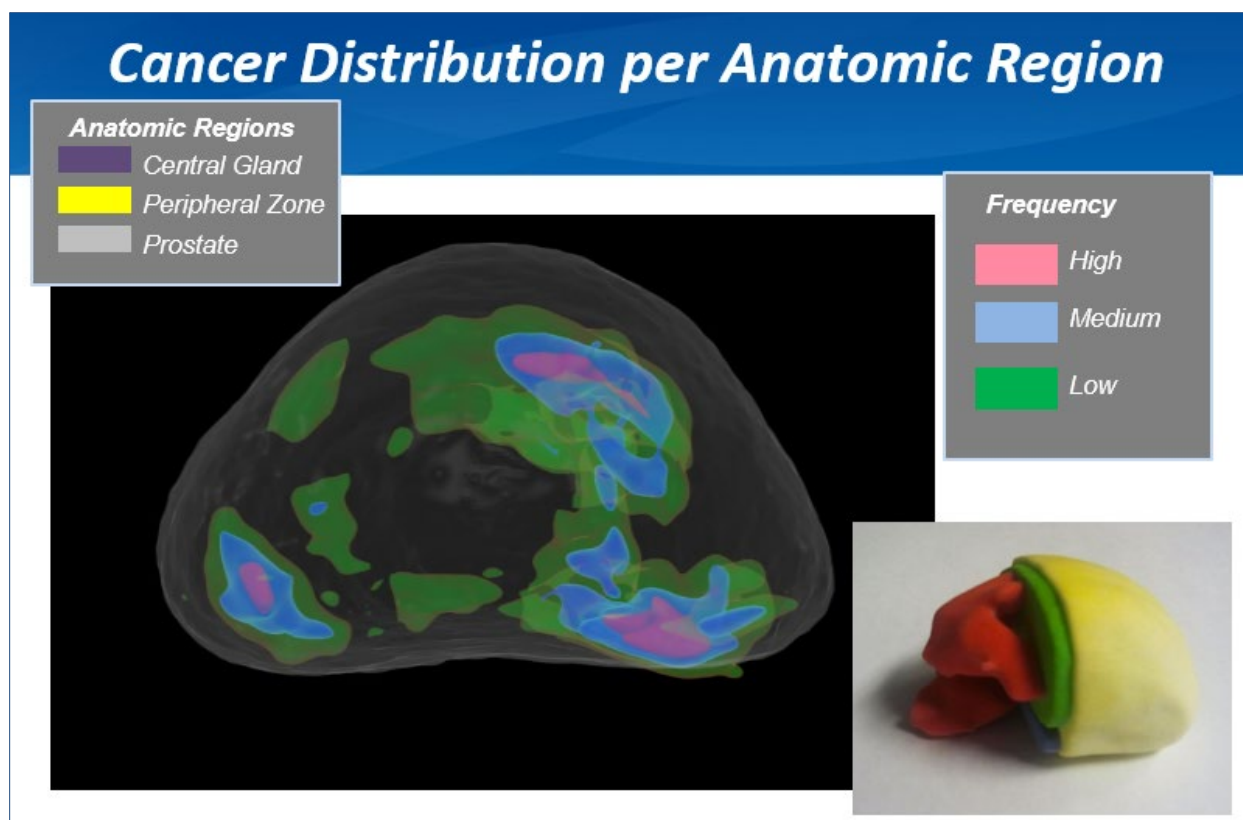 Cancer Distribution per Anatomic Region
Anatomic Regions
Central Gland
Peripheral Zone
Prostate
Frequency
High
Medium
Low